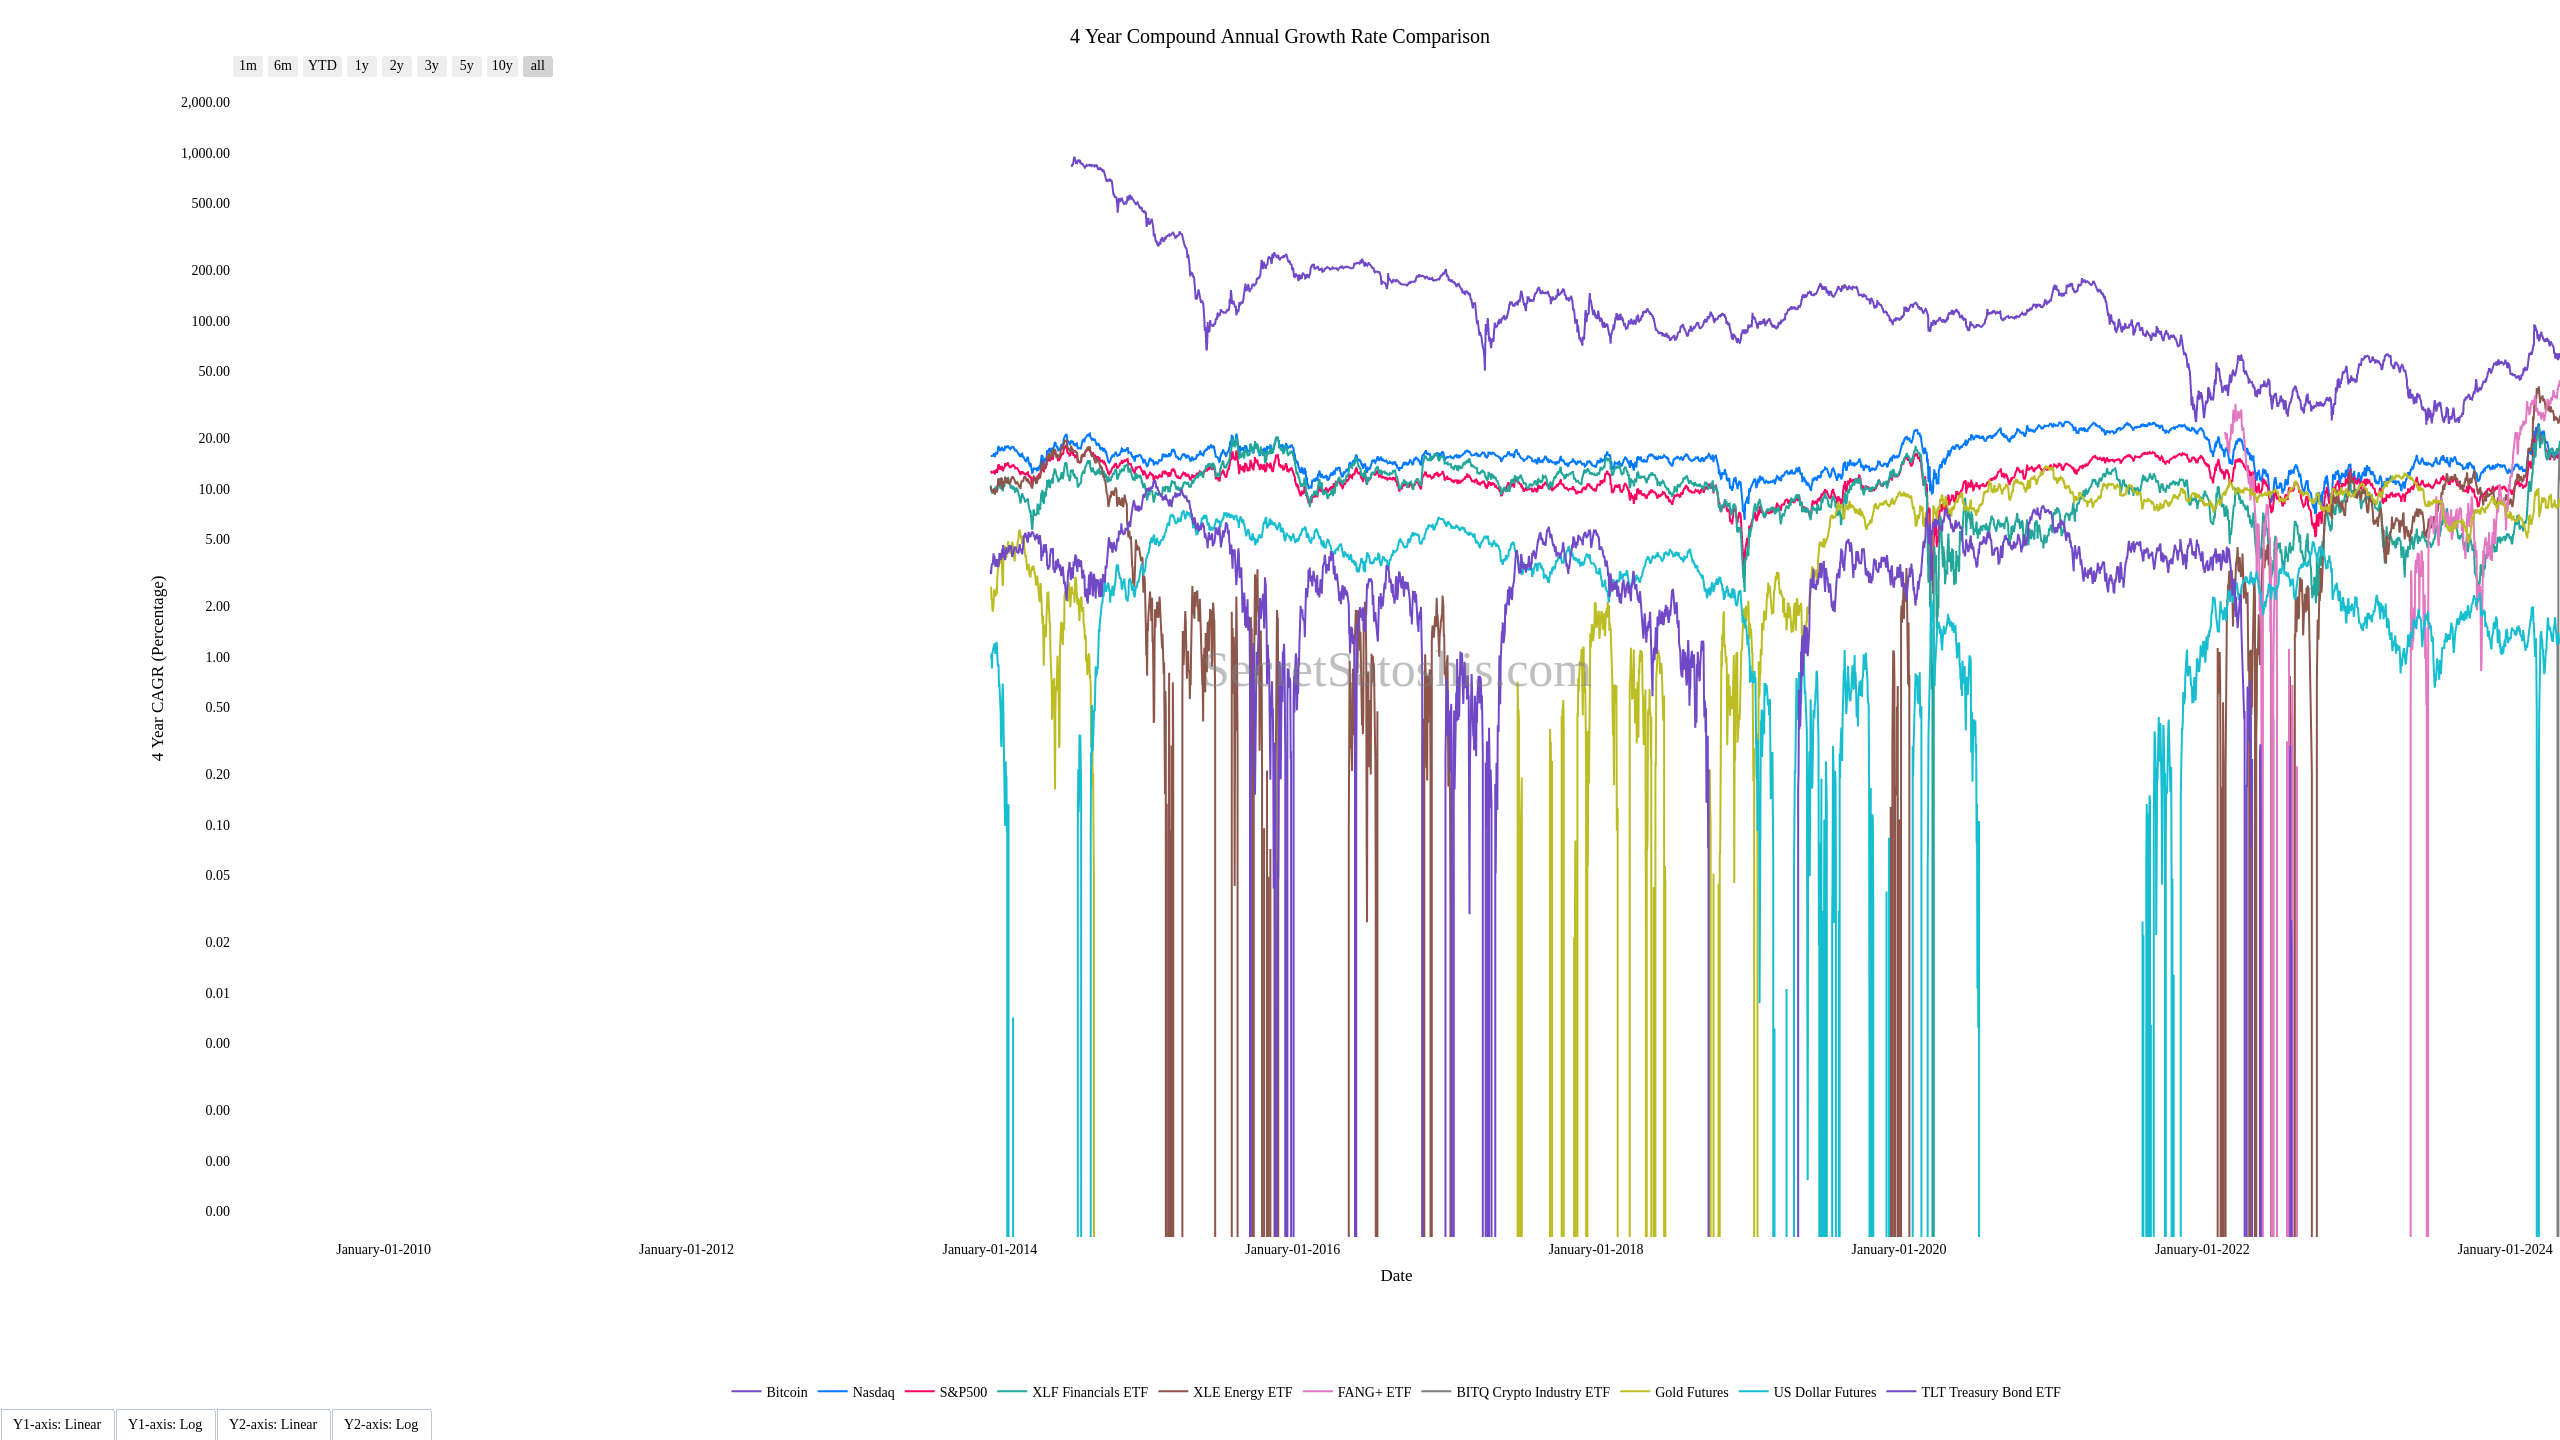 4 Year Compound Annual Growth Rate Comparison
1m 6m YTD 1y 2y 3y 5y 10y all
2,000.00
1,000.00
500.00
200.00
100.00
50.00
20.00
10.00
5.00
2.00
1.00
0.50
0.20
0.10
0.05
0.02
0.01
0.00
0.00
0.00
0.00
4 Year CAGR (Percentage)
SecretSatoshis.com
January-01-2010 January-01-2012 January-01-2014 January-01-2016 January-01-2018 January-01-2020 January-01-2022 January-01-2024
Date
Bitcoin Nasdaq S&P500 XLF Financials ETF XLE Energy ETF FANG+ ETF BITQ Crypto Industry ETF Gold Futures US Dollar Futures TLT Treasury Bond ETF
Y1-axis: Linear Y1-axis: Log Y2-axis: Linear Y2-axis: Log